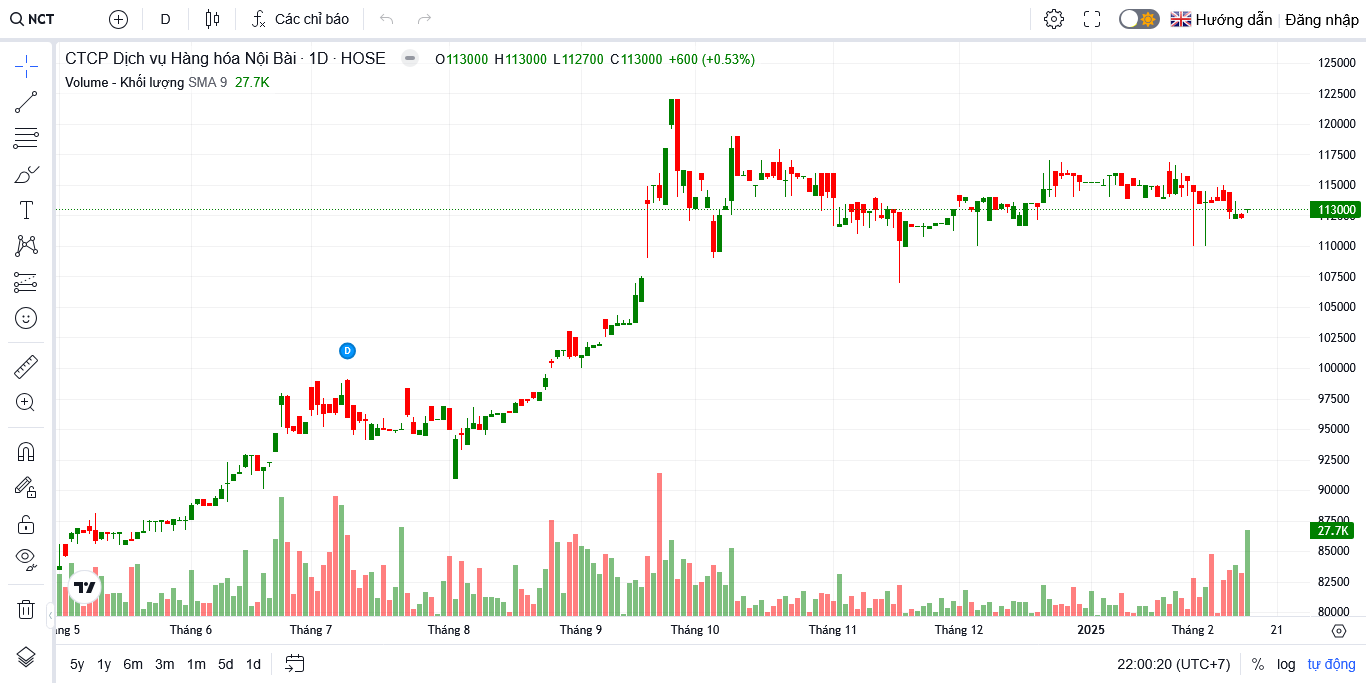 NCT D Các chỉ báo Hướng dẫn Đăng nhập
CTCP Dịch vụ Hàng hóa Nội Bài · 1D · HOSE O113000 H113000 L112700 C113000 +600 (+0.53%)
Volume - Khối lượng SMA 9 27.7K
125000
122500
120000
117500
115000
113000
112500
110000
107500
105000
102500
D
100000
97500
95000
92500
90000
87500
27.7K
85000
82500
80000
ng 5 Tháng 6 Tháng 7 Tháng 8 Tháng 9 Tháng 10 Tháng 11 Tháng 12 2025 Tháng 2 21
5y 1y 6m 3m 1m 5d 1d 22:00:20 (UTC+7) % log tự động